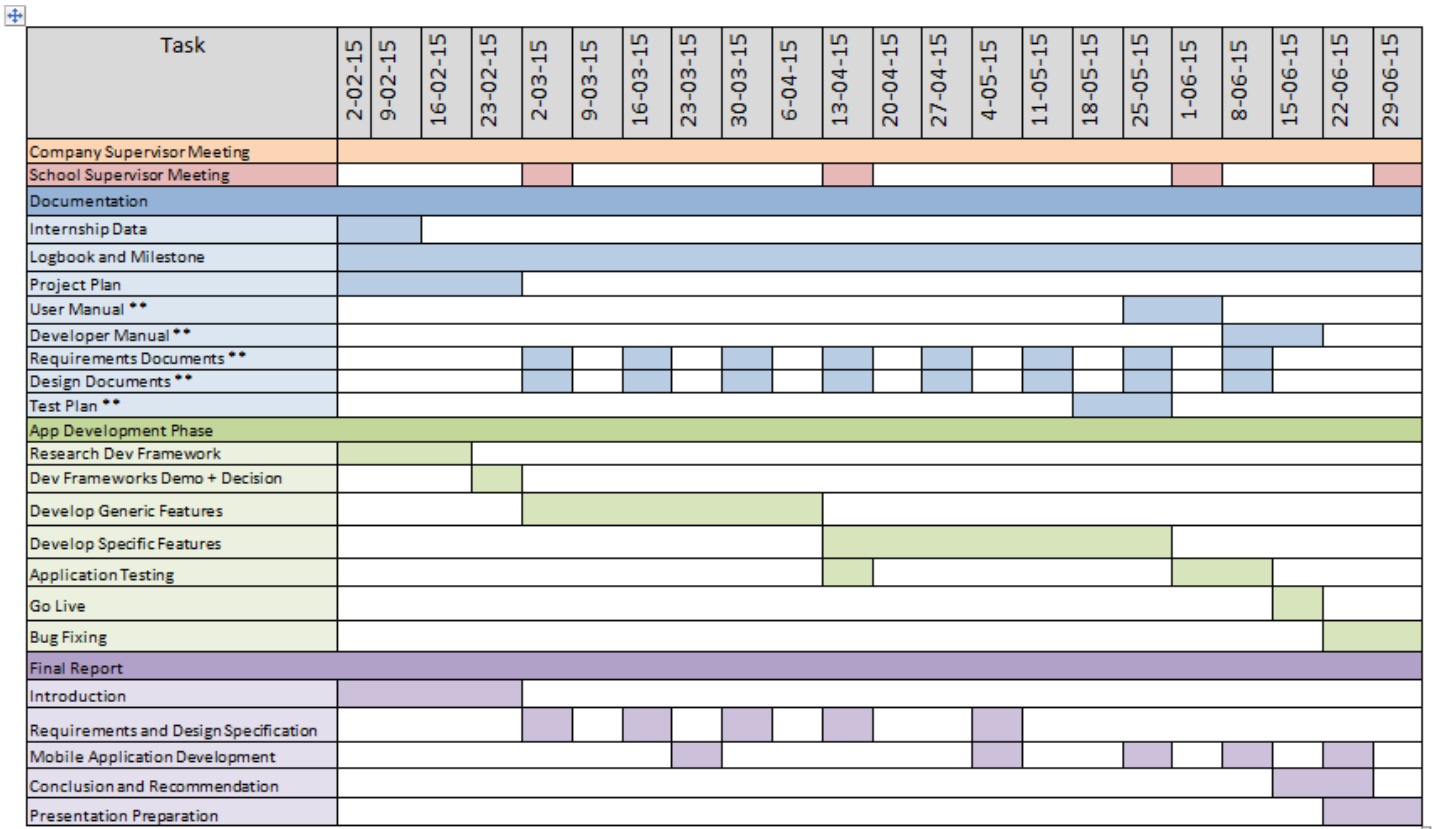 Task
2-02-15
9-02-15
16-02-15
23-02-15
2-03-15
9-03-15
16-03-15
23-03-15
30-03-15
6-04-15
13-04-15
20-04-15
27-04-15
4-05-15
11-05-15
18-05-15
25-05-15
1-06-15
8-06-15
15-06-15
22-06-15
29-06-15
Company Supervisor Meeting
School Supervisor Meeting
Documentation
Internship Data
Logbook and Milestone
Project Plan
User Manual **
Developer Manual **
Requirements Documents **
Design Documents **
Test Plan **
App Development Phase
Research Dev Framework
Dev Frameworks Demo + Decision
Develop Generic Features
Develop Specific Features
Application Testing
Go Live
Bug Fixing
Final Report
Introduction
Requirements and Design Specification
Mobile Application Development
Conclusion and Recommendation
Presentation Preparation